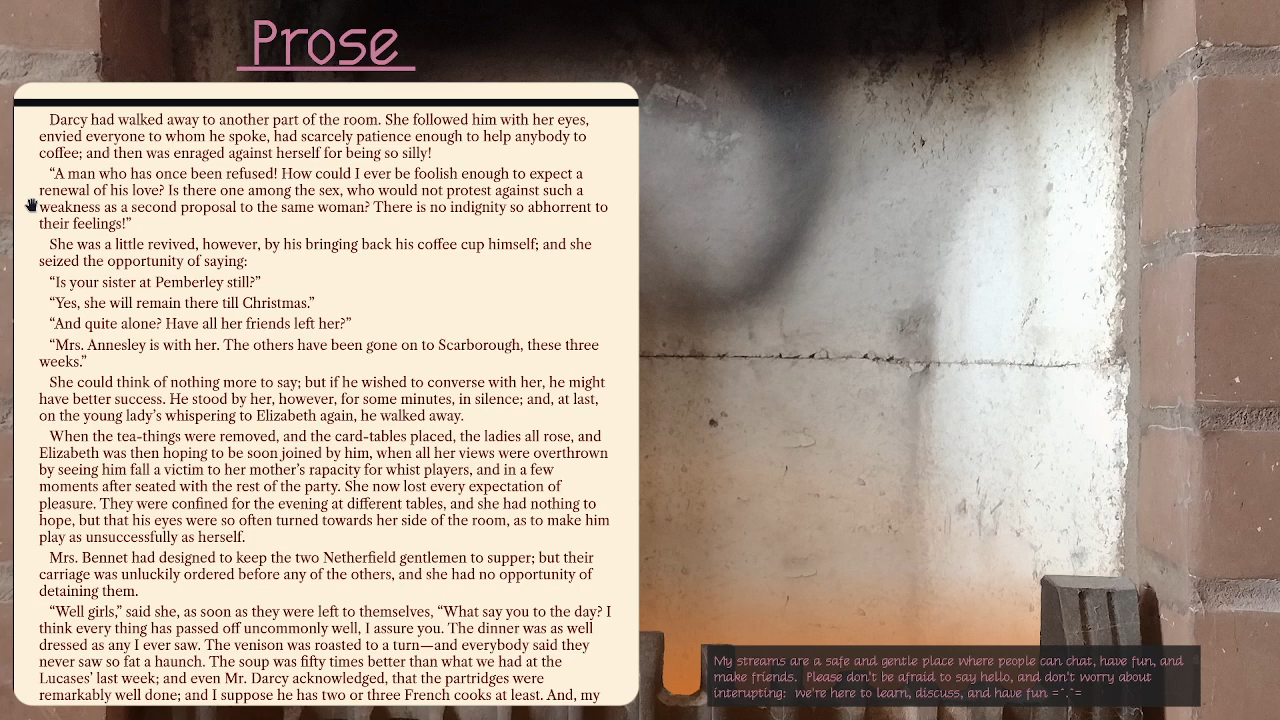 Prose
Darcy had walked away to another part of the room. She followed him with her eyes,
envied everyone to whom he spoke, had scarcely patience enough to help anybody to
coffee; and then was enraged against herself for being so silly!
“A man who has once been refused! How could I ever be foolish enough to expect a
renewal of his love? Is there one among the sex, who would not protest against such a
weakness as a second proposal to the same woman? There is no indignity so abhorrent to
their feelings!”
She was a little revived, however, by his bringing back his coffee cup himself; and she
seized the opportunity of saying:
“Is your sister at Pemberley still?”
“Yes, she will remain there till Christmas.”
“And quite alone? Have all her friends left her?”
“Mrs. Annesley is with her. The others have been gone on to Scarborough, these three
weeks.”
She could think of nothing more to say; but if he wished to converse with her, he might
have better success. He stood by her, however, for some minutes, in silence; and, at last,
on the young lady’s whispering to Elizabeth again, he walked away.
When the tea-things were removed, and the card-tables placed, the ladies all rose, and
Elizabeth was then hoping to be soon joined by him, when all her views were overthrown
by seeing him fall a victim to her mother’s rapacity for whist players, and in a few
moments after seated with the rest of the party. She now lost every expectation of
pleasure. They were confined for the evening at different tables, and she had nothing to
hope, but that his eyes were so often turned towards her side of the room, as to make him
play as unsuccessfully as herself.
Mrs. Bennet had designed to keep the two Netherfield gentlemen to supper; but their
carriage was unluckily ordered before any of the others, and she had no opportunity of
detaining them.
“Well girls,” said she, as soon as they were left to themselves, “What say you to the day? I
think every thing has passed off uncommonly well, I assure you. The dinner was as well
dressed as any I ever saw. The venison was roasted to a turn—and everybody said they
never saw so fat a haunch. The soup was fifty times better than what we had at the
Lucases’ last week; and even Mr. Darcy acknowledged, that the partridges were
remarkably well done; and I suppose he has two or three French cooks at least. And, my
My streams are a safe and gentle place where people can chat, have fun, and
make friends.  Please don't be afraid to say hello, and don't worry about
interupting:  we're here to learn, discuss, and have fun =^.^=